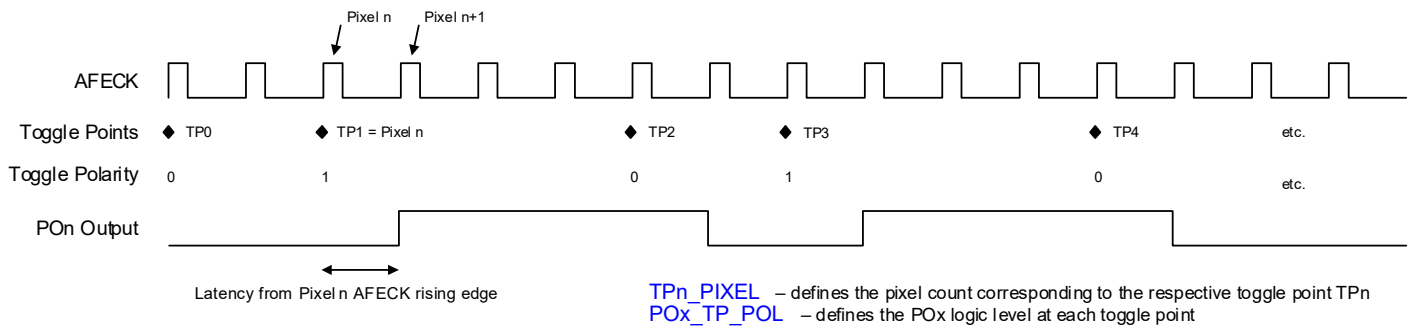 Pixel n Pixel n+1
AFECK
Toggle Points TP0 TP1 = Pixel n TP2 TP3 TP4 etc.
Toggle Polarity 0 1 0 1 0 etc.
POn Output
Latency from Pixel n AFECK rising edge
TPn_PIXEL – defines the pixel count corresponding to the respective toggle point TPn
POx_TP_POL – defines the POx logic level at each toggle point